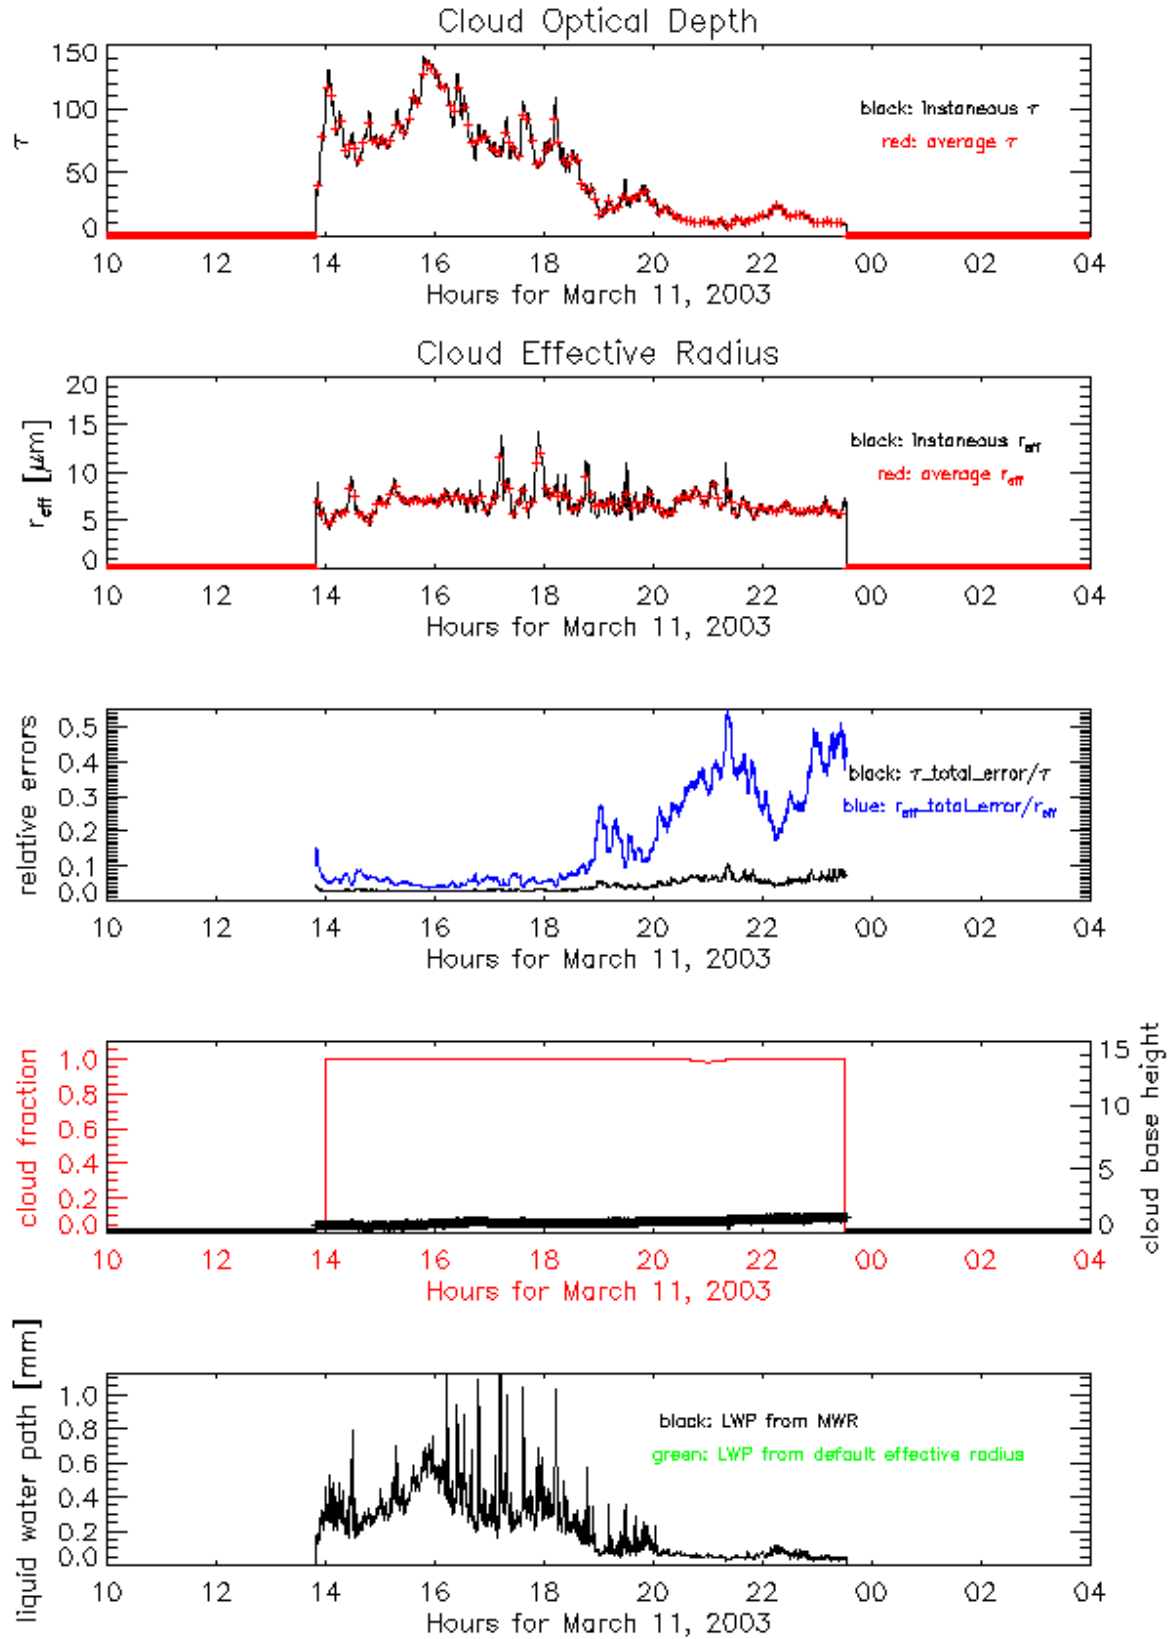 Cloud Optical Depth
150
100
50
0
τ
black: Instaneous τ
red: average τ
10 12 14 16 18 20 22 00 02 04
Hours for March 11, 2003
Cloud Effective Radius
20
15
10
5
0
r_eff [μm]
black: Instaneous r_eff
red: average r_eff
10 12 14 16 18 20 22 00 02 04
Hours for March 11, 2003
0.5
0.4
0.3
0.2
0.1
0.0
relative errors
black: τ_total_error/τ
blue: r_eff_total_error/r_eff
10 12 14 16 18 20 22 00 02 04
Hours for March 11, 2003
1.0
0.8
0.6
0.4
0.2
0.0
cloud fraction
15
10
5
0
cloud base height
10 12 14 16 18 20 22 00 02 04
Hours for March 11, 2003
1.0
0.8
0.6
0.4
0.2
0.0
liquid water path [mm]
black: LWP from MWR
green: LWP from default effective radius
10 12 14 16 18 20 22 00 02 04
Hours for March 11, 2003